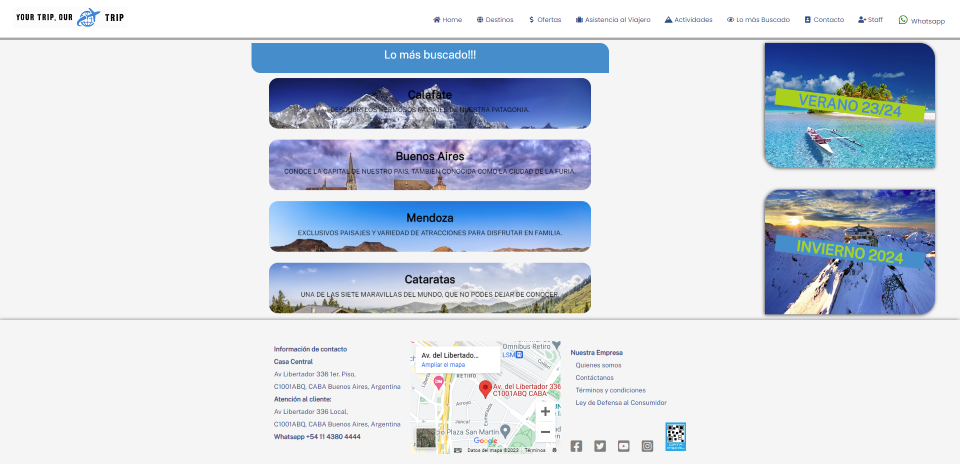 YOUR TRIP, OUR TRIP
Home
Destinos
Ofertas
Asistencia al Viajero
Actividades
Lo más Buscado
Contacto
Staff
Whatsapp
Lo más buscado!!!
Calafate
DESCUBRÍ LOS HERMOSOS PAISAJES DE NUESTRA PATAGONIA.
Buenos Aires
CONOCE LA CAPITAL DE NUESTRO PAIS, TAMBIEN CONOCIDA COMO LA CIUDAD DE LA FURIA.
Mendoza
EXCLUSIVOS PAISAJES Y VARIEDAD DE ATRACCIONES PARA DISFRUTAR EN FAMILIA.
Cataratas
UNA DE LAS SIETE MARAVILLAS DEL MUNDO, QUE NO PODES DEJAR DE CONOCER.
VERANO 23/24
INVIERNO 2024
Información de contacto
Casa Central
Av Libertador 336 1er. Piso,
C1001ABQ, CABA Buenos Aires, Argentina
Atención al cliente:
Av Libertador 336 Local,
C1001ABQ, CABA Buenos Aires, Argentina
Whatsapp +54 11 4380 4444
Av. del Libertado...
Ampliar el mapa
Omnibus Retiro
LSM
RETIRO
Av. del Libertador 336
C1001ABQ CABA
Arroyo
Esmeralda
Juncal
Plaza San Martín
Google
Datos del mapa ©2023
Términos
Nuestra Empresa
Quienes somos
Contáctanos
Términos y condiciones
Ley de Defensa al Consumidor